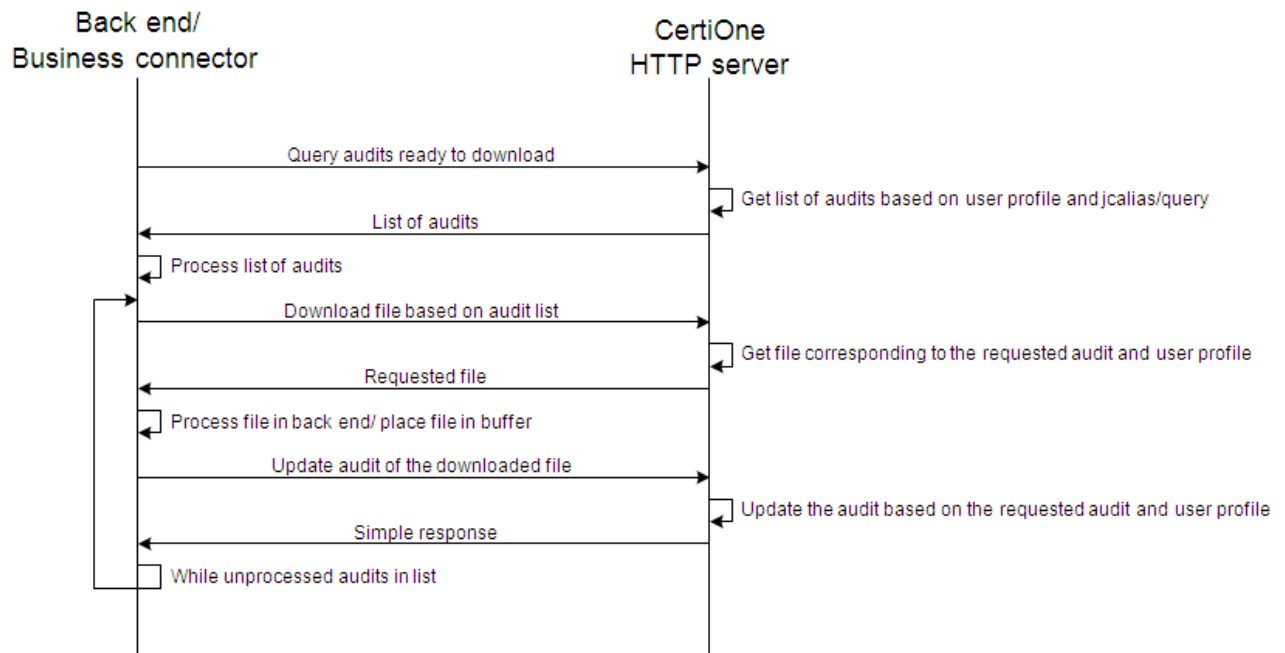 Back end/
Business connector
CertiOne
HTTP server
Query audits ready to download
Get list of audits based on user profile and jcalias/query
List of audits
Process list of audits
Download file based on audit list
Get file corresponding to the requested audit and user profile
Requested file
Process file in back end/ place file in buffer
Update audit of the downloaded file
Update the audit based on the requested audit and user profile
Simple response
While unprocessed audits in list